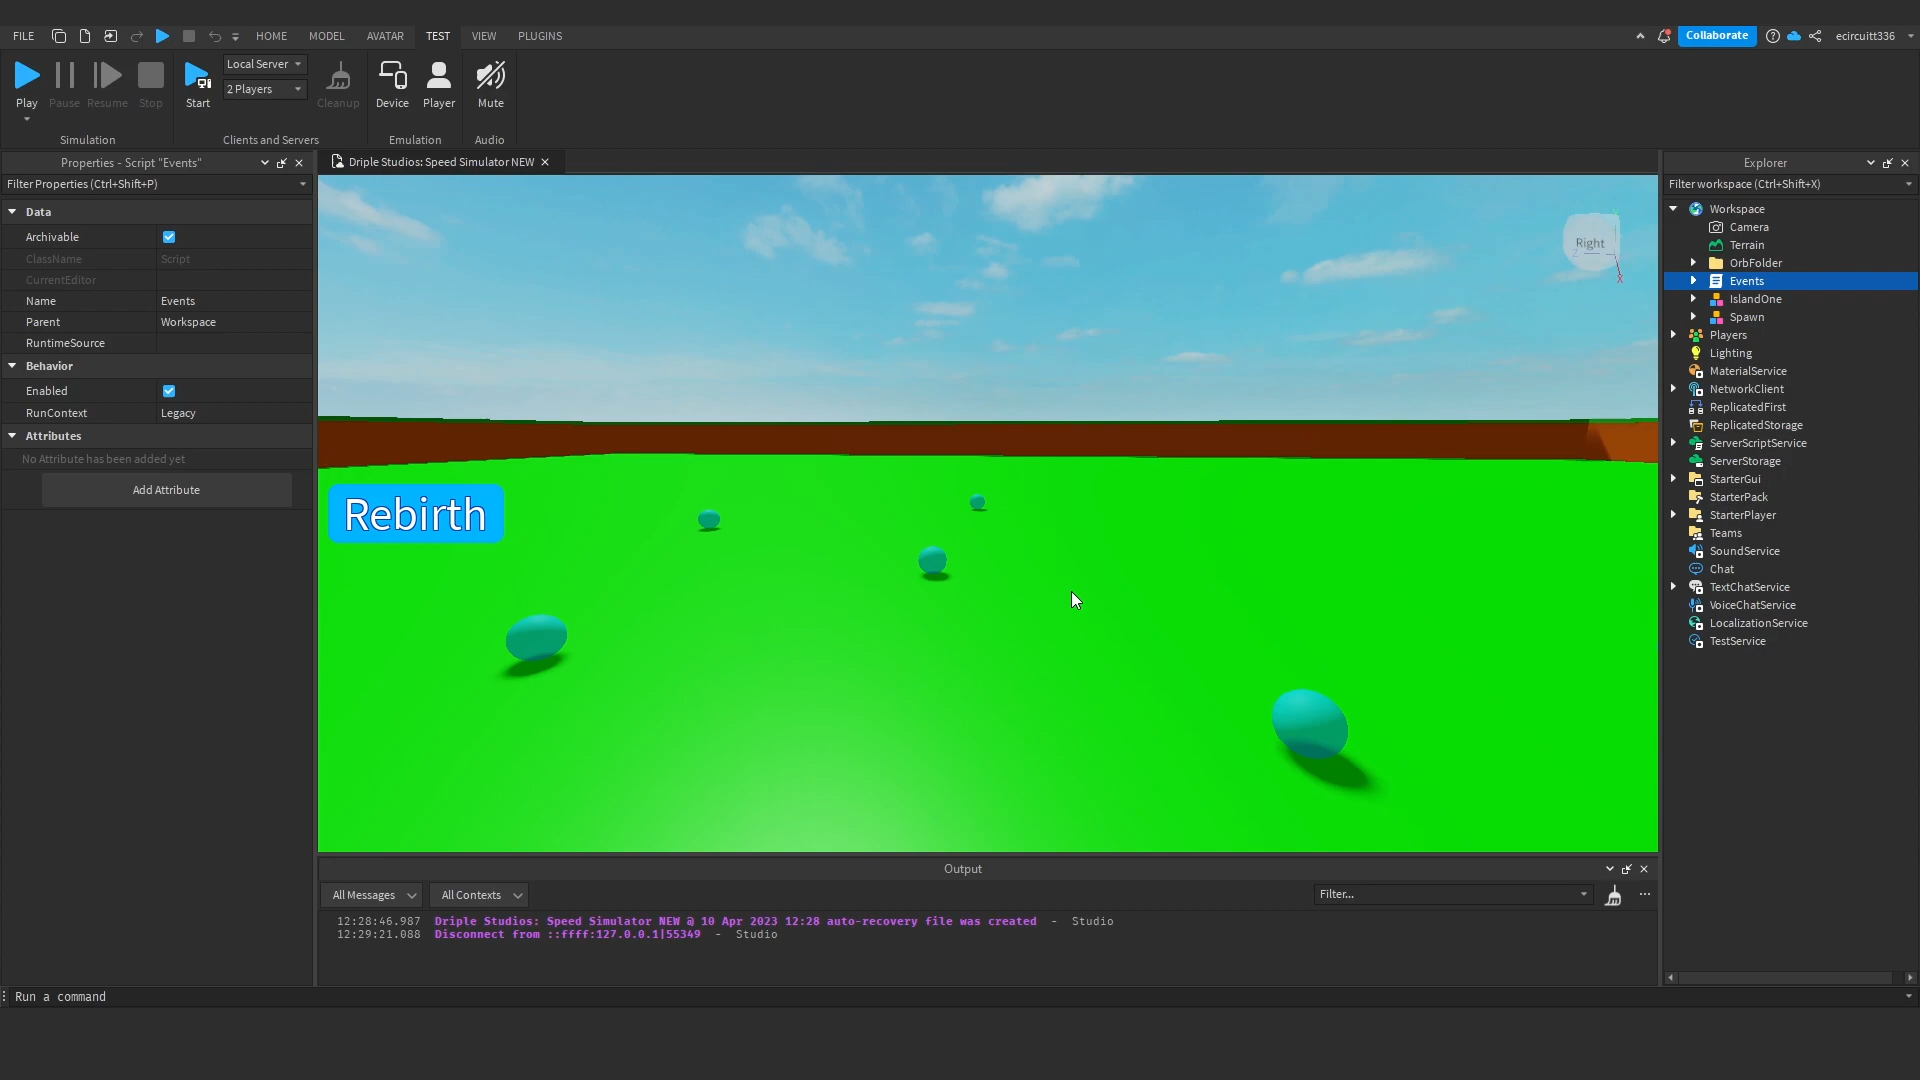 FILE
HOME
MODEL
AVATAR
TEST
VIEW
PLUGINS
Collaborate
ecircuitt336
Play
Pause
Resume
Stop
Simulation
Start
Local Server
2 Players
Cleanup
Clients and Servers
Device
Player
Emulation
Mute
Audio
Properties - Script "Events"
Filter Properties (Ctrl+Shift+P)
Data
Archivable
ClassName Script
CurrentEditor
Name Events
Parent Workspace
RuntimeSource
Behavior
Enabled
RunContext Legacy
Attributes
No Attribute has been added yet
Add Attribute
Driple Studios: Speed Simulator NEW
Right
Z
X
Rebirth
Output
All Messages
All Contexts
Filter...
12:28:46.987 Driple Studios: Speed Simulator NEW @ 10 Apr 2023 12:28 auto-recovery file was created - Studio
12:29:21.088 Disconnect from ::ffff:127.0.0.1|55349 - Studio
Run a command
Explorer
Filter workspace (Ctrl+Shift+X)
Workspace
Camera
Terrain
OrbFolder
Events
IslandOne
Spawn
Players
Lighting
MaterialService
NetworkClient
ReplicatedFirst
ReplicatedStorage
ServerScriptService
ServerStorage
StarterGui
StarterPack
StarterPlayer
Teams
SoundService
Chat
TextChatService
VoiceChatService
LocalizationService
TestService